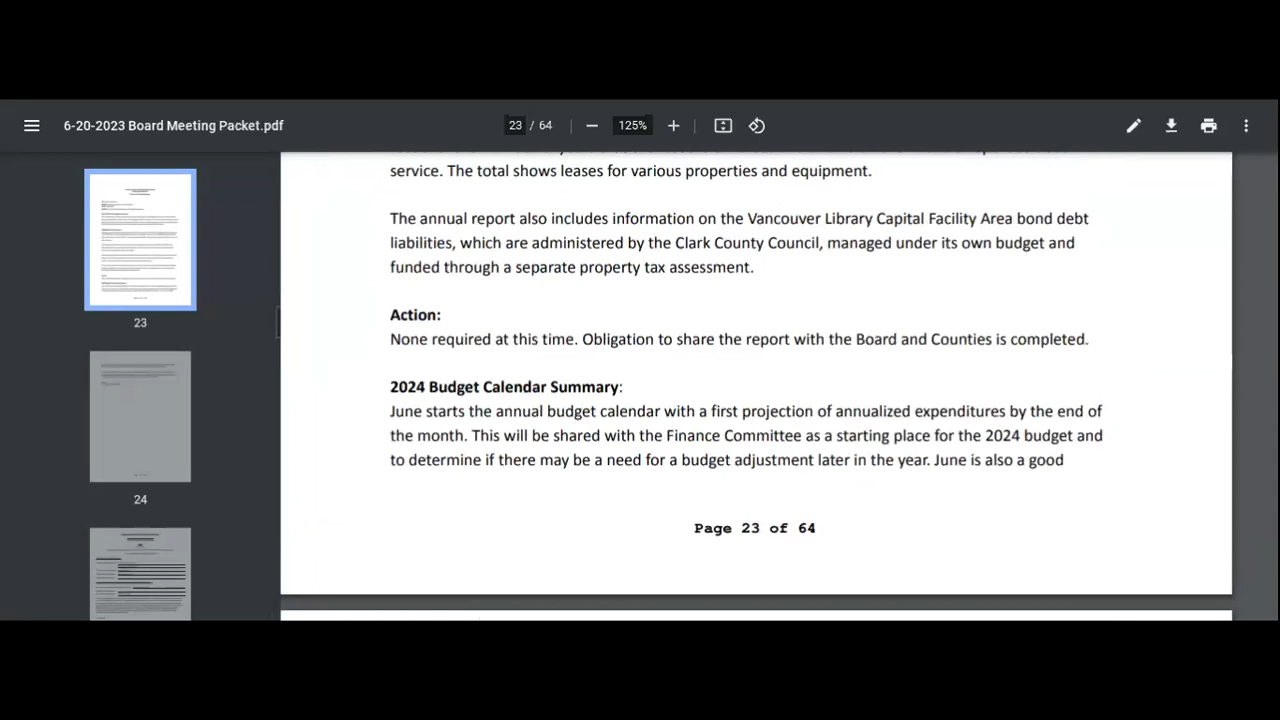 6-20-2023 Board Meeting Packet.pdf
23 / 64
125%
service. The total shows leases for various properties and equipment.
The annual report also includes information on the Vancouver Library Capital Facility Area bond debt
liabilities, which are administered by the Clark County Council, managed under its own budget and
funded through a separate property tax assessment.
Action:
None required at this time. Obligation to share the report with the Board and Counties is completed.
2024 Budget Calendar Summary:
June starts the annual budget calendar with a first projection of annualized expenditures by the end of
the month. This will be shared with the Finance Committee as a starting place for the 2024 budget and
to determine if there may be a need for a budget adjustment later in the year. June is also a good
Page 23 of 64
23
24